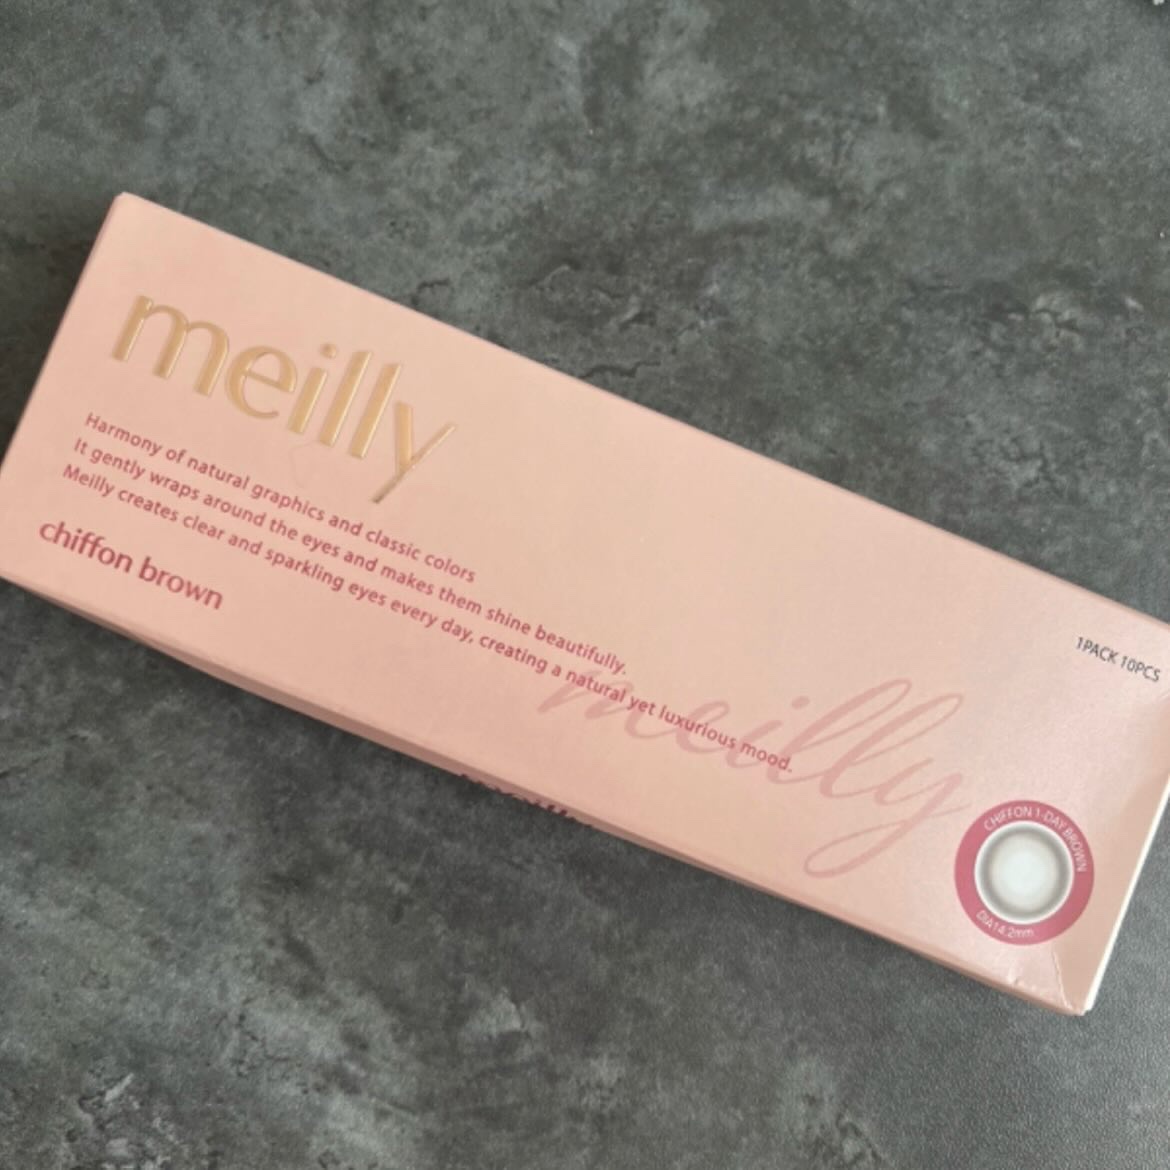 meilly
Harmony of natural graphics and classic colors
It gently wraps around the eyes and makes them shine beautifully.
Meilly creates clear and sparkling eyes every day, creating a natural yet luxurious mood.
chiffon brown
meilly
1PACK 10PCS
CHIFFON 1-DAY BROWN
DIA14.2mm